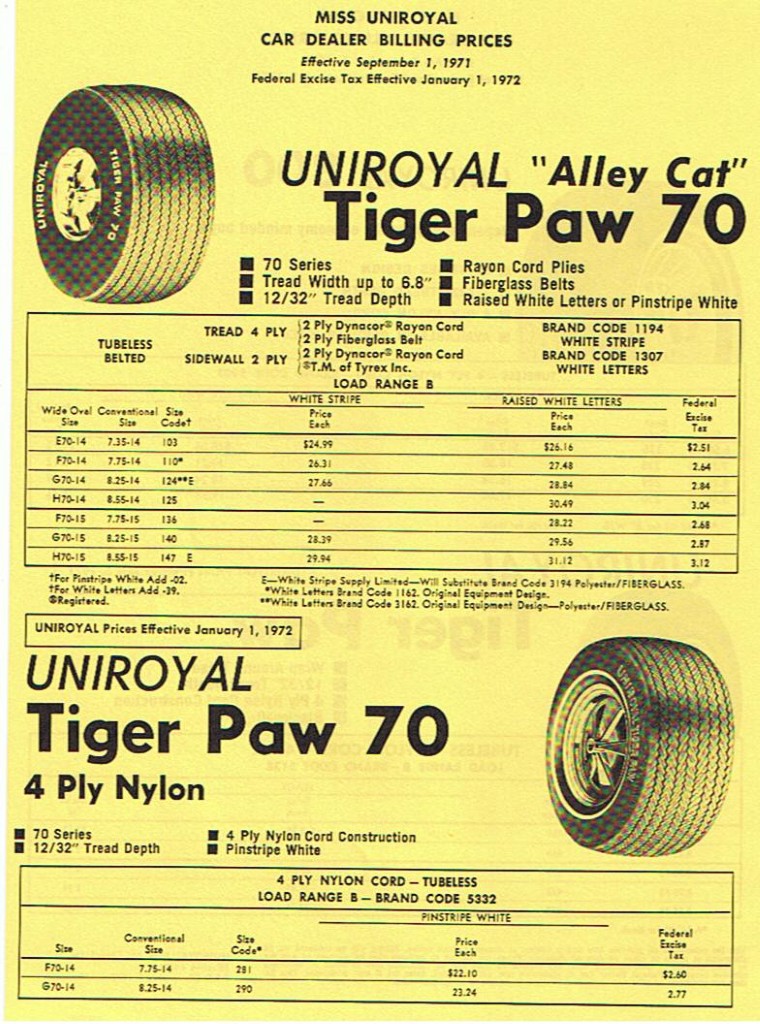 MISS UNIROYAL
CAR DEALER BILLING PRICES
Effective September 1, 1971
Federal Excise Tax Effective January 1, 1972
UNIROYAL
TIGER PAW 70
UNIROYAL "Alley Cat"
Tiger Paw 70
■ 70 Series
■ Tread Width up to 6.8"
■ 12/32" Tread Depth
■ Rayon Cord Plies
■ Fiberglass Belts
■ Raised White Letters or Pinstripe White
TUBELESS
BELTED
TREAD 4 PLY
2 Ply Dynacor® Rayon Cord
2 Ply Fiberglass Belt
SIDEWALL 2 PLY
2 Ply Dynacor® Rayon Cord
®T.M. of Tyrex Inc.
BRAND CODE 1194
WHITE STRIPE
BRAND CODE 1307
WHITE LETTERS
LOAD RANGE B
WHITE STRIPE RAISED WHITE LETTERS Federal
Wide Oval Conventional Size Price Price Excise
Size Size Code† Each Each Tax
E70-14 7.35-14 103 $24.99 $26.16 $2.51
F70-14 7.75-14 110* 26.31 27.48 2.64
G70-14 8.25-14 124**E 27.66 28.84 2.84
H70-14 8.55-14 125 — 30.49 3.04
F70-15 7.75-15 136 — 28.22 2.68
G70-15 8.25-15 140 28.39 29.56 2.87
H70-15 8.55-15 147 E 29.94 31.12 3.12
†For Pinstripe White Add -02.
†For White Letters Add -39.
®Registered.
E—White Stripe Supply Limited—Will Substitute Brand Code 3194 Polyester/FIBERGLASS.
*White Letters Brand Code 1162. Original Equipment Design.
**White Letters Brand Code 3162. Original Equipment Design—Polyester/FIBERGLASS.
UNIROYAL Prices Effective January 1, 1972
UNIROYAL
Tiger Paw 70
4 Ply Nylon
UNIROYAL TIGER PAW
■ 70 Series
■ 12/32" Tread Depth
■ 4 Ply Nylon Cord Construction
■ Pinstripe White
4 PLY NYLON CORD — TUBELESS
LOAD RANGE B — BRAND CODE 5332
PINSTRIPE WHITE Federal
Conventional Size Price Excise
Size Size Code* Each Tax
F70-14 7.75-14 281 $22.10 $2.60
G70-14 8.25-14 290 23.24 2.77